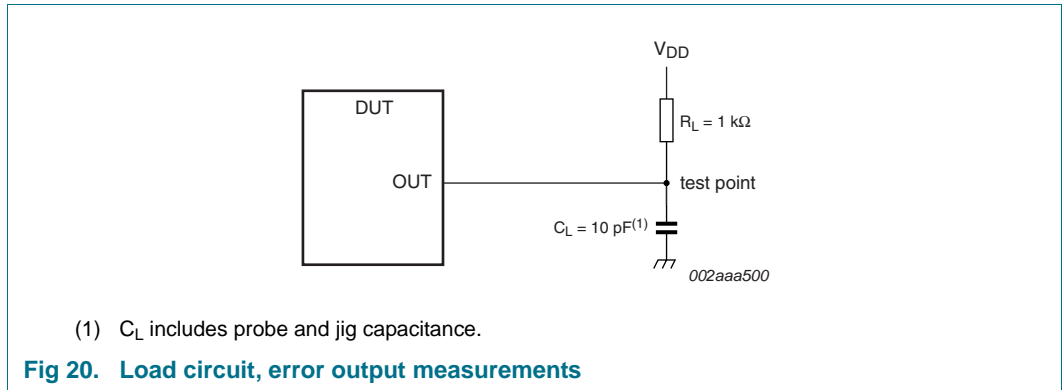 V_DD
DUT
R_L = 1 kΩ
OUT
test point
C_L = 10 pF(1)
002aaa500
(1) C_L includes probe and jig capacitance.
Fig 20. Load circuit, error output measurements